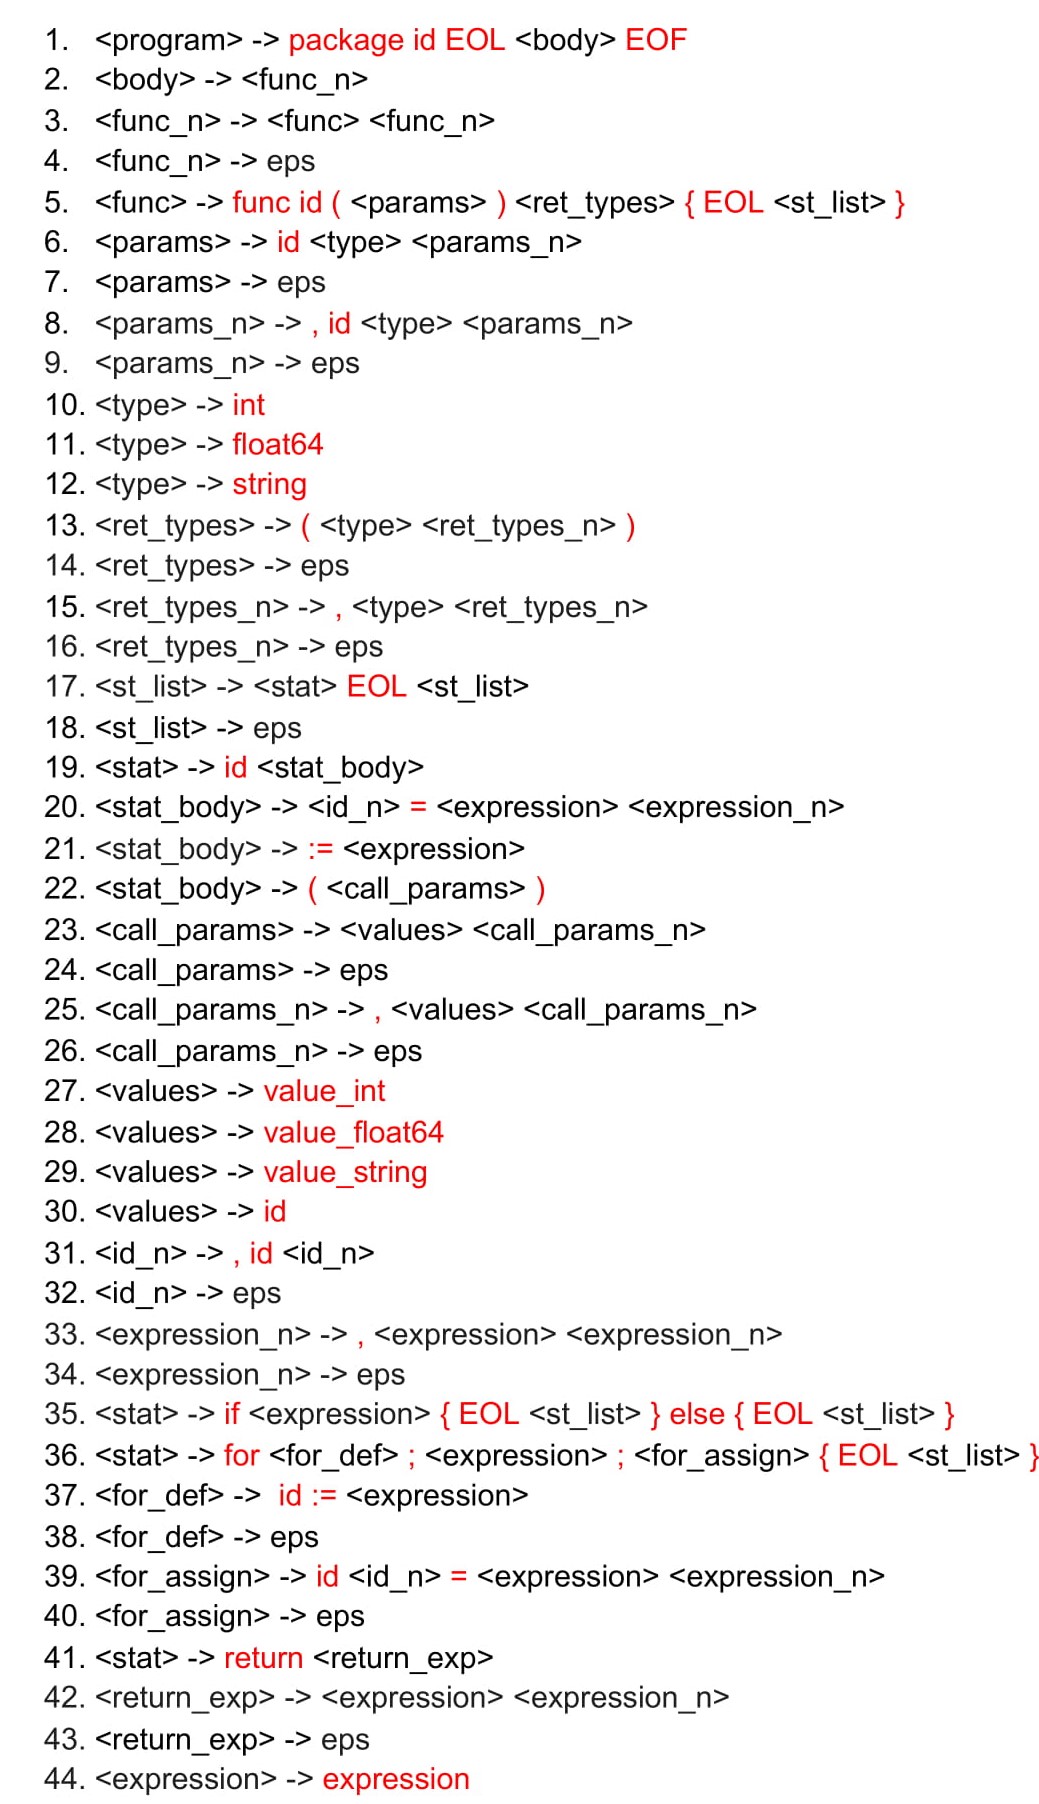 1. <program> -> package id EOL <body> EOF
2. <body> -> <func_n>
3. <func_n> -> <func> <func_n>
4. <func_n> -> eps
5. <func> -> func id ( <params> ) <ret_types> { EOL <st_list> }
6. <params> -> id <type> <params_n>
7. <params> -> eps
8. <params_n> -> , id <type> <params_n>
9. <params_n> -> eps
10. <type> -> int
11. <type> -> float64
12. <type> -> string
13. <ret_types> -> ( <type> <ret_types_n> )
14. <ret_types> -> eps
15. <ret_types_n> -> , <type> <ret_types_n>
16. <ret_types_n> -> eps
17. <st_list> -> <stat> EOL <st_list>
18. <st_list> -> eps
19. <stat> -> id <stat_body>
20. <stat_body> -> <id_n> = <expression> <expression_n>
21. <stat_body> -> := <expression>
22. <stat_body> -> ( <call_params> )
23. <call_params> -> <values> <call_params_n>
24. <call_params> -> eps
25. <call_params_n> -> , <values> <call_params_n>
26. <call_params_n> -> eps
27. <values> -> value_int
28. <values> -> value_float64
29. <values> -> value_string
30. <values> -> id
31. <id_n> -> , id <id_n>
32. <id_n> -> eps
33. <expression_n> -> , <expression> <expression_n>
34. <expression_n> -> eps
35. <stat> -> if <expression> { EOL <st_list> } else { EOL <st_list> }
36. <stat> -> for <for_def> ; <expression> ; <for_assign> { EOL <st_list> }
37. <for_def> -> id := <expression>
38. <for_def> -> eps
39. <for_assign> -> id <id_n> = <expression> <expression_n>
40. <for_assign> -> eps
41. <stat> -> return <return_exp>
42. <return_exp> -> <expression> <expression_n>
43. <return_exp> -> eps
44. <expression> -> expression